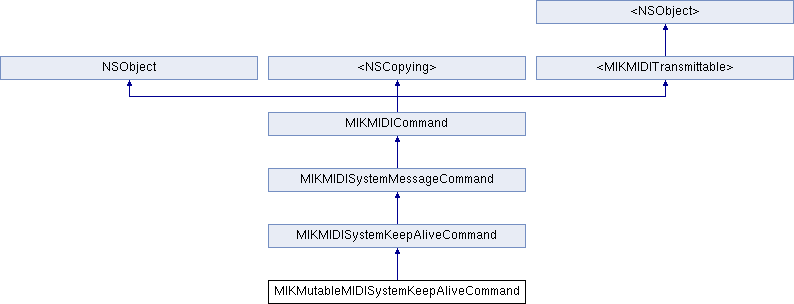 <NSObject>
NSObject
<NSCopying>
<MIKMIDITransmittable>
MIKMIDICommand
MIKMIDISystemMessageCommand
MIKMIDISystemKeepAliveCommand
MIKMutableMIDISystemKeepAliveCommand